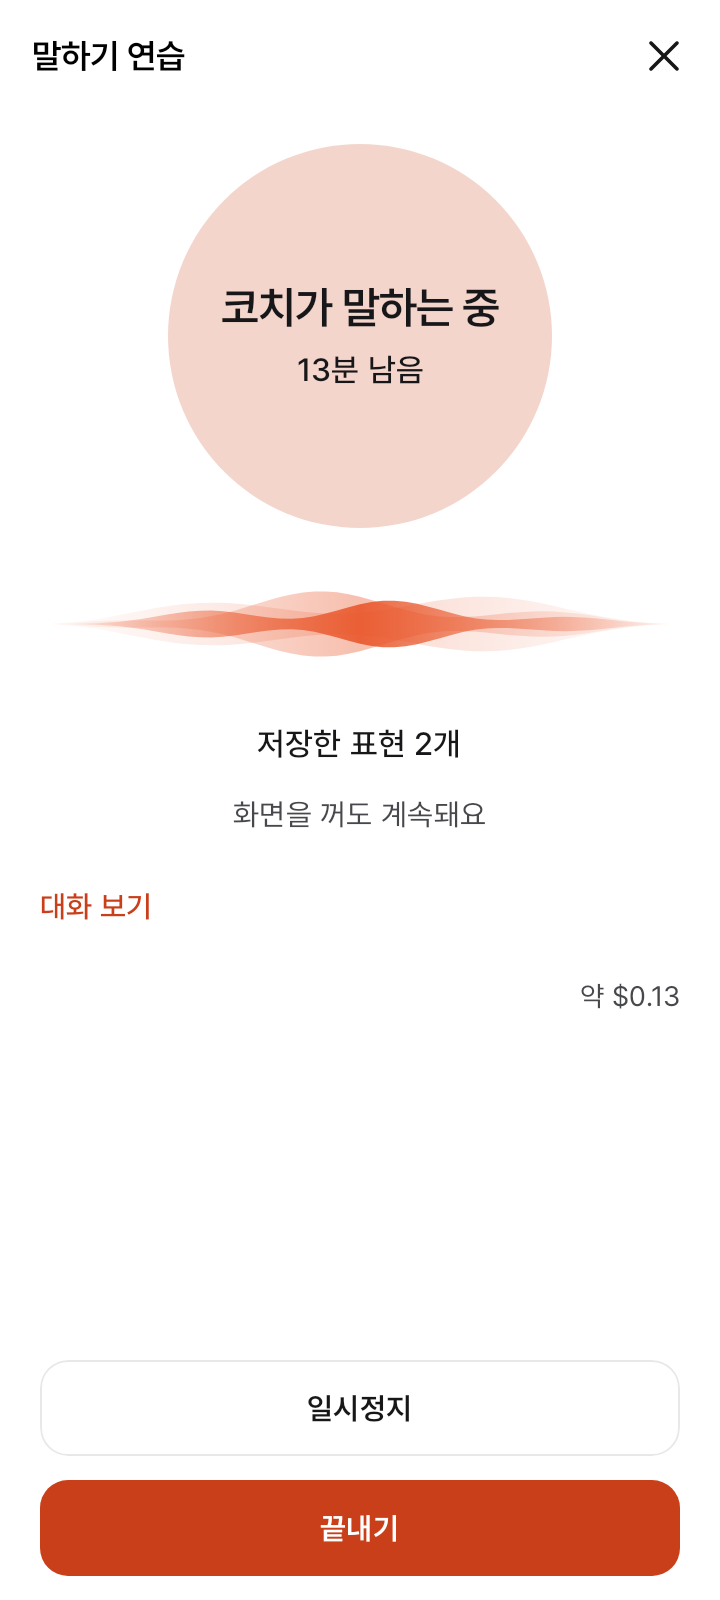 말하기 연습
코치가 말하는 중
13분 남음
저장한 표현 2개
화면을 꺼도 계속돼요
대화 보기
약 $0.13
일시정지
끝내기